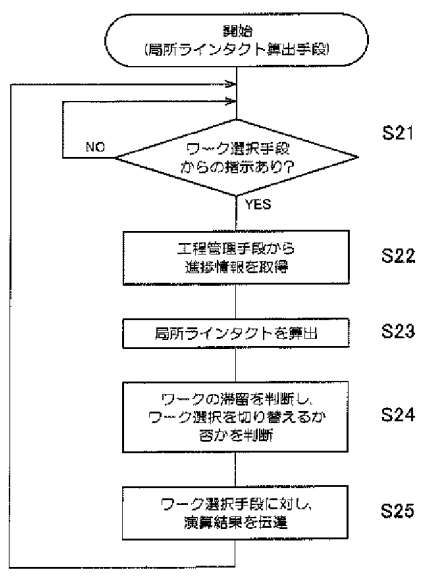 開始
(局所ラインタクト算出手段)
S21
ワーク選択手段
からの指示あり?
NO
YES
工程管理手段から
進捗情報を取得
S22
局所ラインタクトを算出
S23
ワークの滞留を判断し、
ワーク選択を切り替えるか
否かを判断
S24
ワーク選択手段に対し、
演算結果を伝達
S25